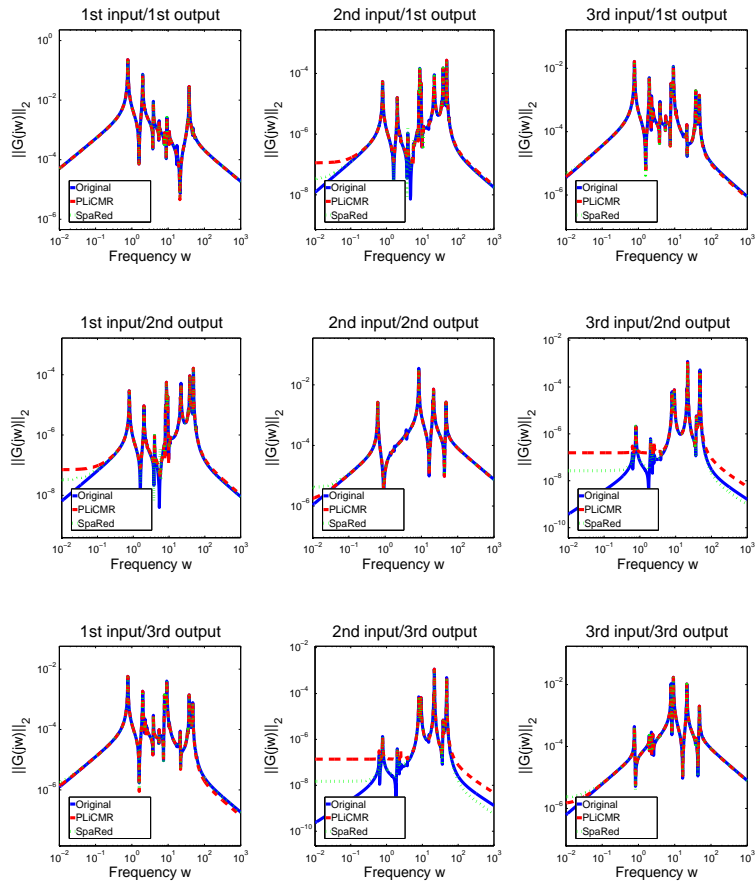 1st input/1st output
2nd input/1st output
3rd input/1st output
||G(jw)||2
10^0
10^-2
10^-4
10^-6
Original
PLiCMR
SpaRed
10^-2 10^-1 10^0 10^1 10^2 10^3
Frequency w
||G(jw)||2
10^-4
10^-6
10^-8
Original
PLiCMR
SpaRed
10^-2 10^-1 10^0 10^1 10^2 10^3
Frequency w
||G(jw)||2
10^-2
10^-4
10^-6
Original
PLiCMR
SpaRed
10^-2 10^-1 10^0 10^1 10^2 10^3
Frequency w
1st input/2nd output
2nd input/2nd output
3rd input/2nd output
||G(jw)||2
10^-4
10^-6
10^-8
Original
PLiCMR
SpaRed
10^-2 10^-1 10^0 10^1 10^2 10^3
Frequency w
||G(jw)||2
10^-2
10^-4
10^-6
Original
PLiCMR
SpaRed
10^-2 10^-1 10^0 10^1 10^2 10^3
Frequency w
||G(jw)||2
10^-2
10^-4
10^-6
10^-8
10^-10
Original
PLiCMR
SpaRed
10^-2 10^-1 10^0 10^1 10^2 10^3
Frequency w
1st input/3rd output
2nd input/3rd output
3rd input/3rd output
||G(jw)||2
10^-2
10^-4
10^-6
Original
PLiCMR
SpaRed
10^-2 10^-1 10^0 10^1 10^2 10^3
Frequency w
||G(jw)||2
10^-2
10^-4
10^-6
10^-8
10^-10
Original
PLiCMR
SpaRed
10^-2 10^-1 10^0 10^1 10^2 10^3
Frequency w
||G(jw)||2
10^-2
10^-4
10^-6
Original
PLiCMR
SpaRed
10^-2 10^-1 10^0 10^1 10^2 10^3
Frequency w